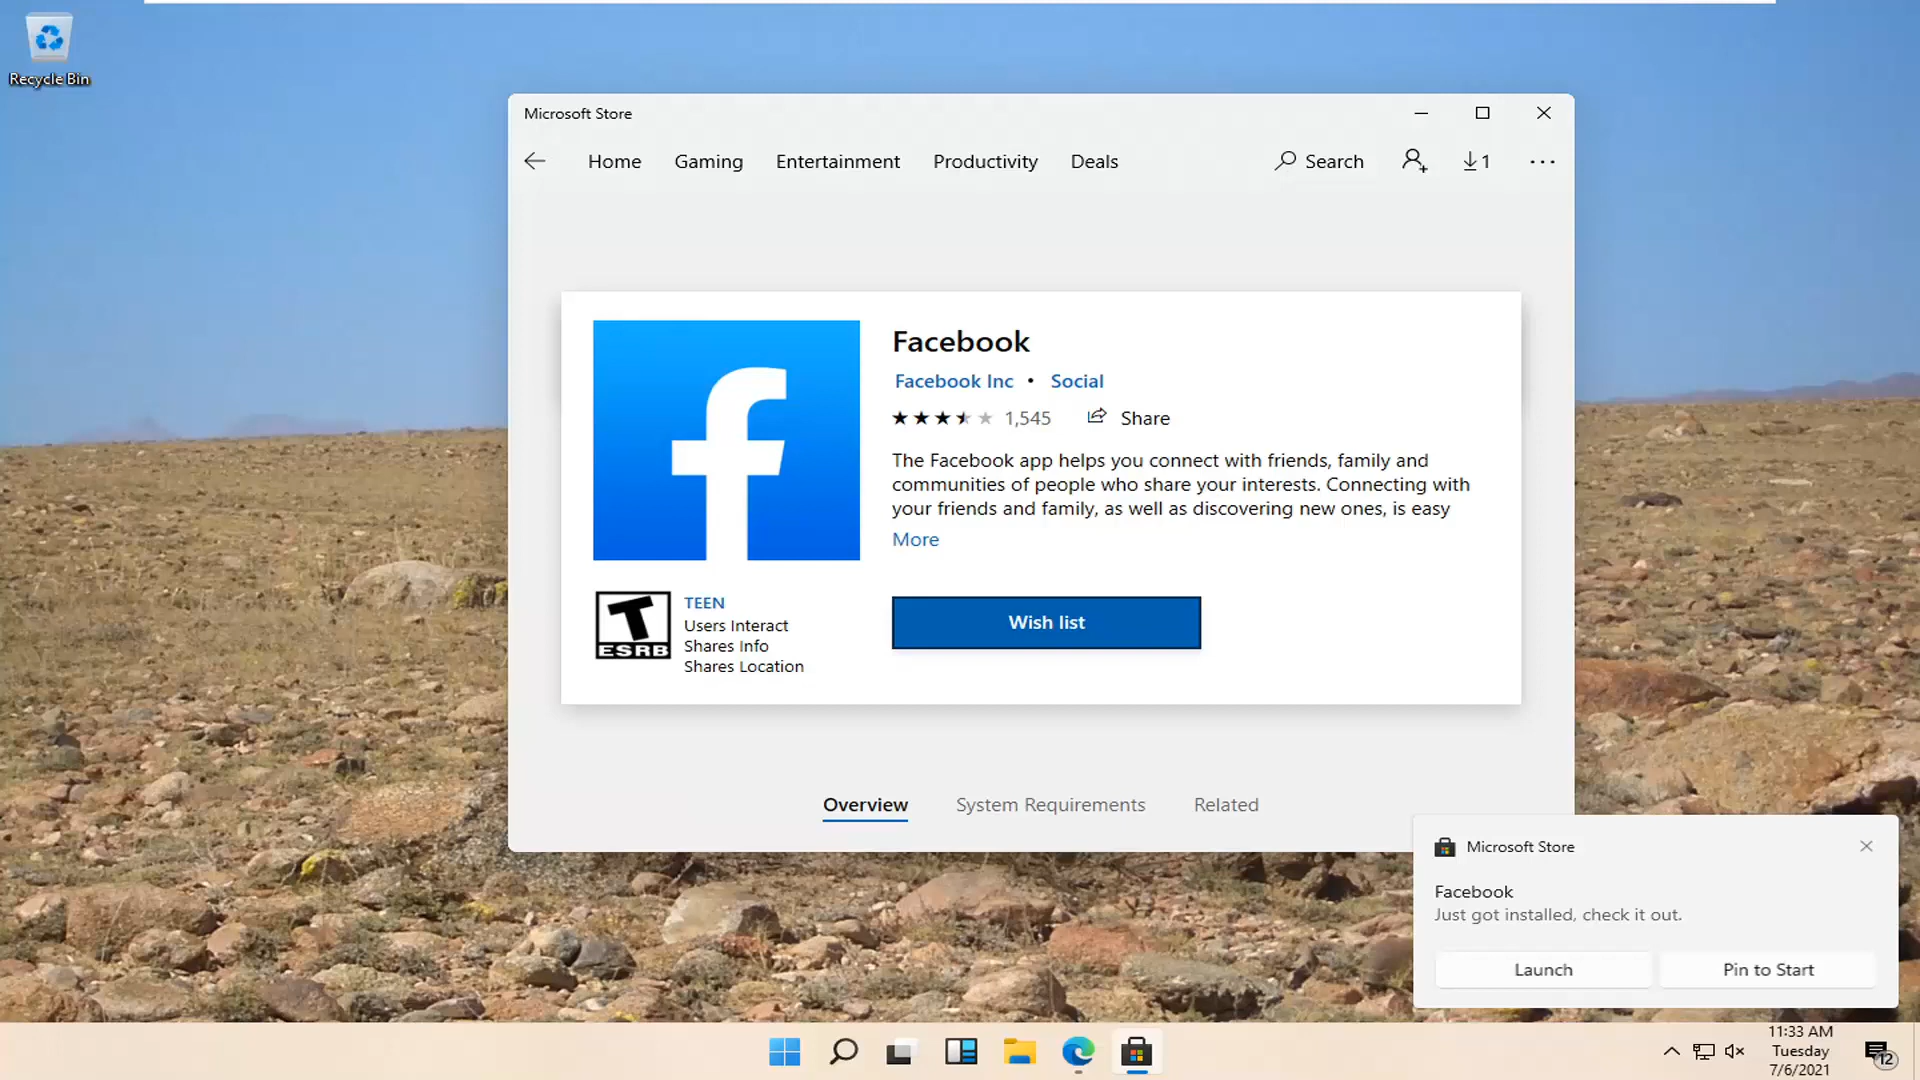 Recycle Bin
Microsoft Store
Home Gaming Entertainment Productivity Deals Search 1
Facebook
Facebook Inc • Social
1,545 Share
The Facebook app helps you connect with friends, family and
communities of people who share your interests. Connecting with
your friends and family, as well as discovering new ones, is easy
More
T
ESRB
TEEN
Users Interact
Shares Info
Shares Location
Wish list
Overview System Requirements Related
Microsoft Store
Facebook
Just got installed, check it out.
Launch Pin to Start
11:33 AM
Tuesday
7/6/2021
12